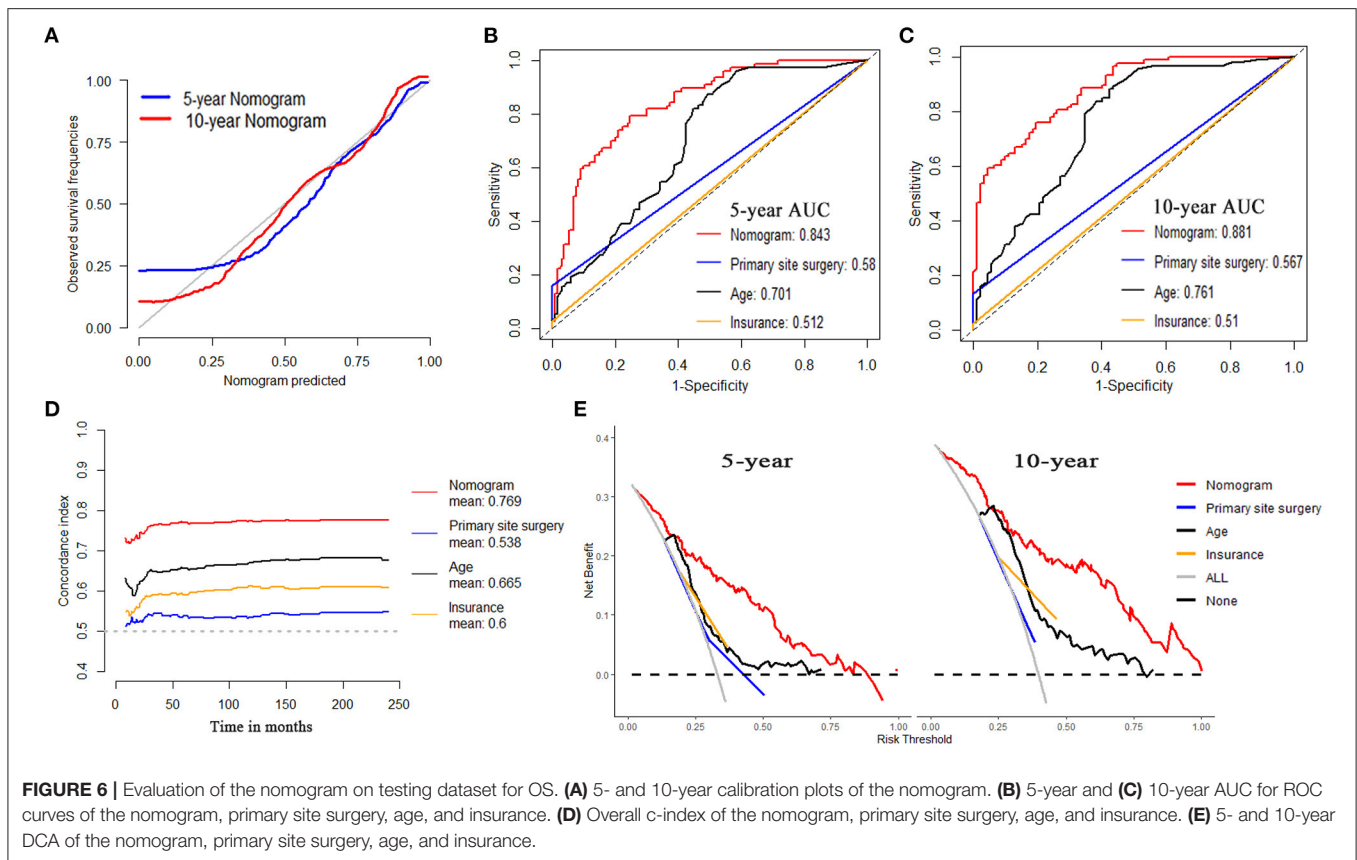 A
1.00
0.75
0.50
0.25
0.00
Observed survival frequencies
5-year Nomogram
10-year Nomogram
0.00 0.25 0.50 0.75 1.00
Nomogram predicted
B
1.0
0.8
0.6
0.4
0.2
0.0
Sensitivity
5-year AUC
Nomogram: 0.843
Primary site surgery: 0.58
Age: 0.701
Insurance: 0.512
0.0 0.2 0.4 0.6 0.8 1.0
1-Specificity
C
1.0
0.8
0.6
0.4
0.2
0.0
Sensitivity
10-year AUC
Nomogram: 0.881
Primary site surgery: 0.567
Age: 0.761
Insurance: 0.51
0.0 0.2 0.4 0.6 0.8 1.0
1-Specificity
D
1.0
0.9
0.8
0.7
0.6
0.5
0.4
Concordance index
Nomogram
mean: 0.769
Primary site surgery
mean: 0.538
Age
mean: 0.665
Insurance
mean: 0.6
0 50 100 150 200 250
Time in months
E
0.4
0.3
0.2
0.1
0.0
Net Benefit
5-year
10-year
Nomogram
Primary site surgery
Age
Insurance
ALL
None
0.00 0.25 0.50 0.75 1.00 0.00 0.25 0.50 0.75 1.00
Risk Threshold
FIGURE 6 | Evaluation of the nomogram on testing dataset for OS. (A) 5- and 10-year calibration plots of the nomogram. (B) 5-year and (C) 10-year AUC for ROC
curves of the nomogram, primary site surgery, age, and insurance. (D) Overall c-index of the nomogram, primary site surgery, age, and insurance. (E) 5- and 10-year
DCA of the nomogram, primary site surgery, age, and insurance.